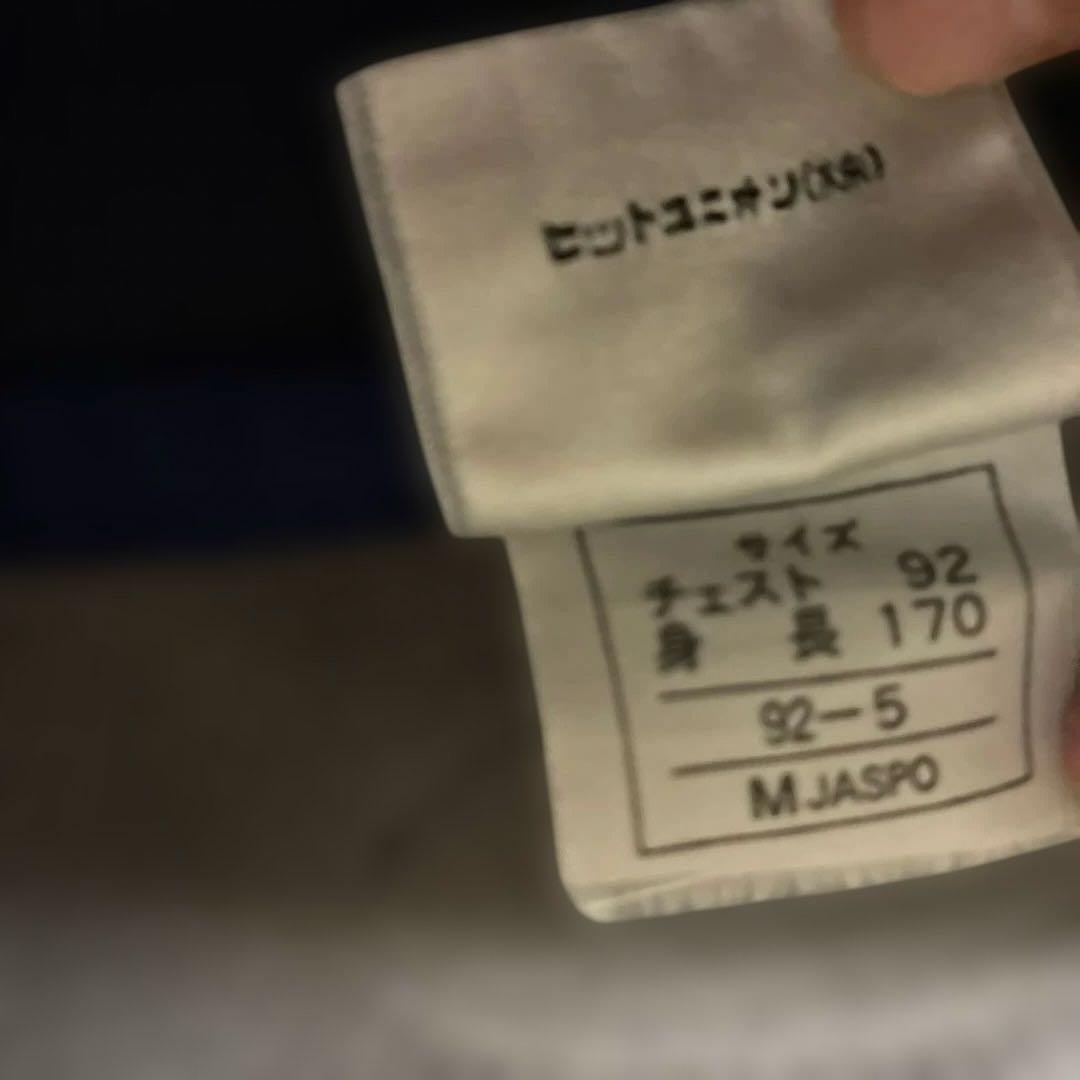 ヒットユニオン(株)
サイズ
チェスト 92
身 長 170
92-5
M JASPO